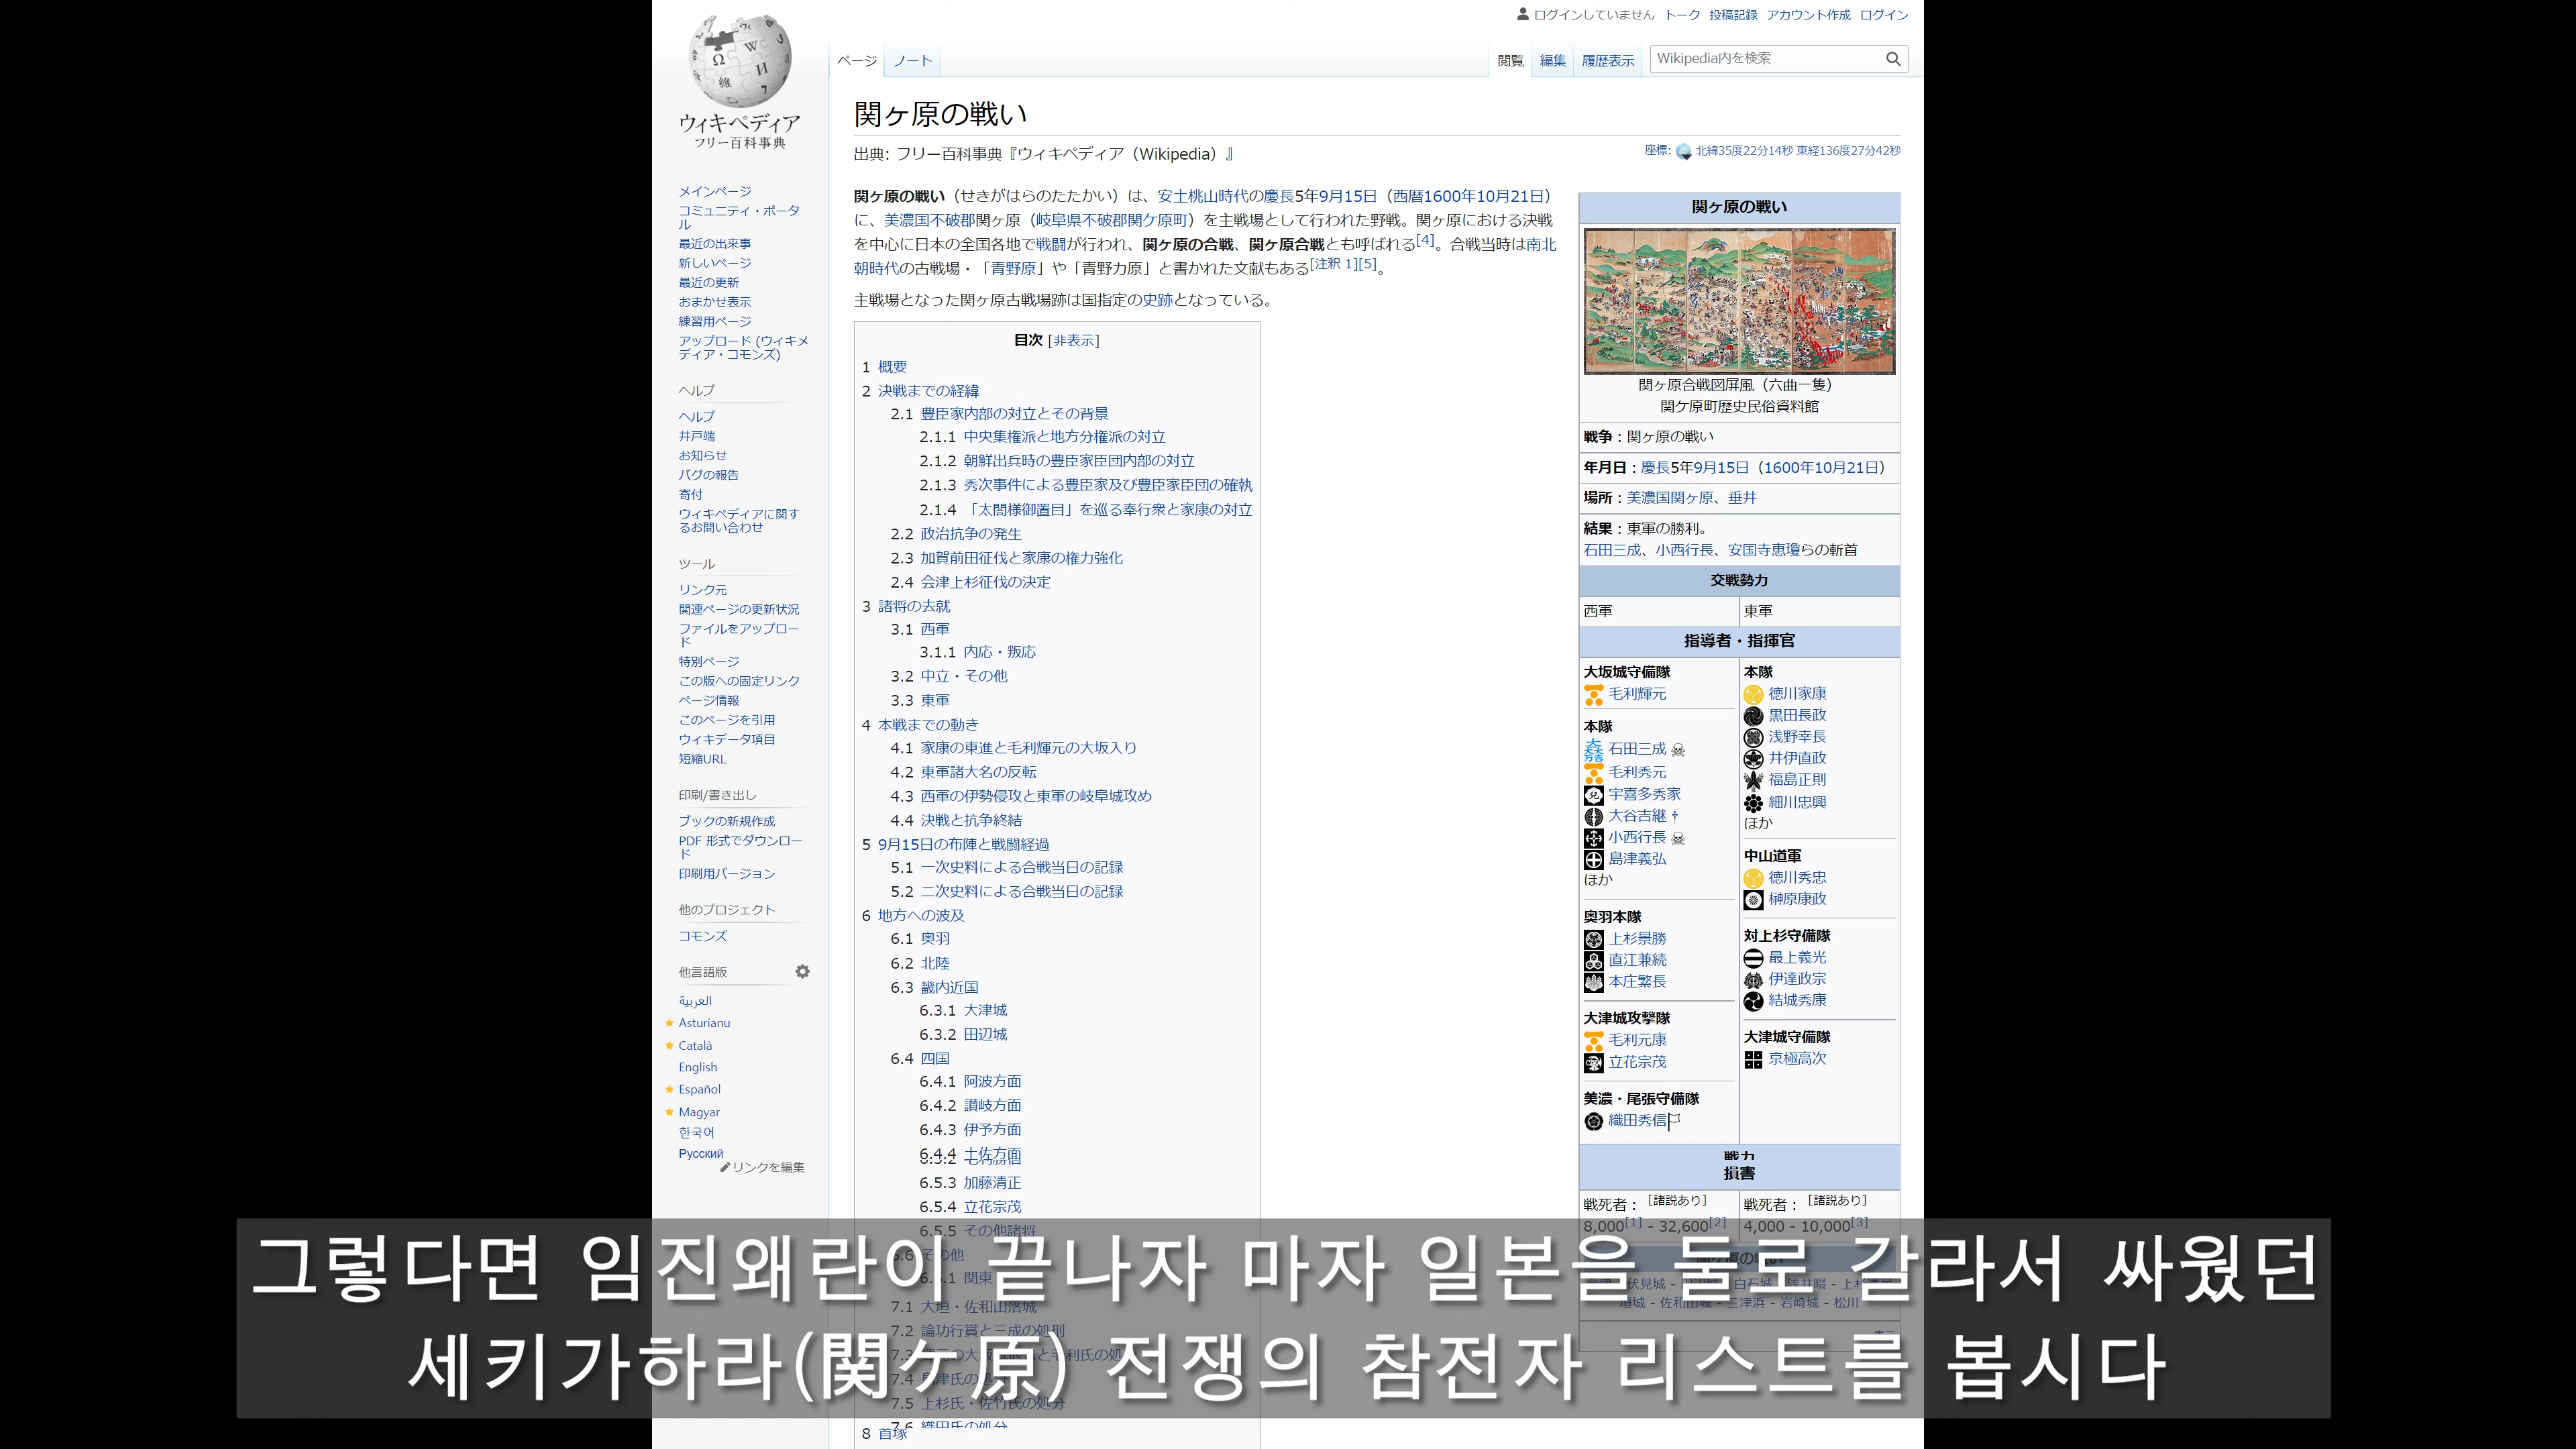 ウィキペディア
フリー百科事典
ログインしていません トーク 投稿記録 アカウント作成 ログイン
ページ ノート
閲覧 編集 履歴表示 Wikipedia内を検索
関ヶ原の戦い
出典: フリー百科事典『ウィキペディア（Wikipedia）』
座標: 北緯35度22分14秒 東経136度27分42秒
メインページ
コミュニティ・ポータ
ル
最近の出来事
新しいページ
最近の更新
おまかせ表示
練習用ページ
アップロード (ウィキメ
ディア・コモンズ)
ヘルプ
ヘルプ
井戸端
お知らせ
バグの報告
寄付
ウィキペディアに関す
るお問い合わせ
ツール
リンク元
関連ページの更新状況
ファイルをアップロー
ド
特別ページ
この版への固定リンク
ページ情報
このページを引用
ウィキデータ項目
短縮URL
印刷/書き出し
ブックの新規作成
PDF 形式でダウンロー
ド
印刷用バージョン
他のプロジェクト
コモンズ
他言語版
العربية
Asturianu
Català
English
Español
Magyar
한국어
Русский
リンクを編集
関ヶ原の戦い（せきがはらのたたかい）は、安土桃山時代の慶長5年9月15日（西暦1600年10月21日）
に、美濃国不破郡関ヶ原（岐阜県不破郡関ケ原町）を主戦場として行われた野戦。関ヶ原における決戦
を中心に日本の全国各地で戦闘が行われ、関ヶ原の合戦、関ヶ原合戦とも呼ばれる[4]。合戦当時は南北
朝時代の古戦場・「青野原」や「青野カ原」と書かれた文献もある[注釈 1][5]。
主戦場となった関ヶ原古戦場跡は国指定の史跡となっている。
目次 [非表示]
1 概要
2 決戦までの経緯
2.1 豊臣家内部の対立とその背景
2.1.1 中央集権派と地方分権派の対立
2.1.2 朝鮮出兵時の豊臣家臣団内部の対立
2.1.3 秀次事件による豊臣家及び豊臣家臣団の確執
2.1.4 「太閤様御置目」を巡る奉行衆と家康の対立
2.2 政治抗争の発生
2.3 加賀前田征伐と家康の権力強化
2.4 会津上杉征伐の決定
3 諸将の去就
3.1 西軍
3.1.1 内応・叛応
3.2 中立・その他
3.3 東軍
4 本戦までの動き
4.1 家康の東進と毛利輝元の大坂入り
4.2 東軍諸大名の反転
4.3 西軍の伊勢侵攻と東軍の岐阜城攻め
4.4 決戦と抗争終結
5 9月15日の布陣と戦闘経過
5.1 一次史料による合戦当日の記録
5.2 二次史料による合戦当日の記録
6 地方への波及
6.1 奥羽
6.2 北陸
6.3 畿内近国
6.3.1 大津城
6.3.2 田辺城
6.4 四国
6.4.1 阿波方面
6.4.2 讃岐方面
6.4.3 伊予方面
6.4.4 土佐方面
6.5.3 加藤清正
6.5.4 立花宗茂
6.5.5 その他諸将
7.1 大垣・佐和山落城
7.2 論功行賞と三成の処刑
7.5 上杉氏・佐竹氏の処分
7.6 織田氏の処分
8 首塚
関ヶ原の戦い
関ヶ原合戦図屏風（六曲一隻）
関ケ原町歴史民俗資料館
戦争：関ヶ原の戦い
年月日：慶長5年9月15日（1600年10月21日）
場所：美濃国関ヶ原、垂井
結果：東軍の勝利。
石田三成、小西行長、安国寺恵瓊らの斬首
交戦勢力
西軍 東軍
指導者・指揮官
大坂城守備隊
毛利輝元
本隊
石田三成
毛利秀元
宇喜多秀家
大谷吉継 †
小西行長
島津義弘
ほか
奥羽本隊
上杉景勝
直江兼続
本庄繁長
大津城攻撃隊
毛利元康
立花宗茂
美濃・尾張守備隊
織田秀信
本隊
徳川家康
黒田長政
浅野幸長
井伊直政
福島正則
細川忠興
ほか
中山道軍
徳川秀忠
榊原康政
対上杉守備隊
最上義光
伊達政宗
結城秀康
大津城守備隊
京極高次
戦力
損害
戦死者：［諸説あり］ 戦死者：［諸説あり］
8,000[1] - 32,600[2] 4,000 - 10,000[3]
그렇다면 임진왜란이 끝나자 마자 일본을 둘로 갈라서 싸웠던
세키가하라(関ヶ原) 전쟁의 참전자 리스트를 봅시다